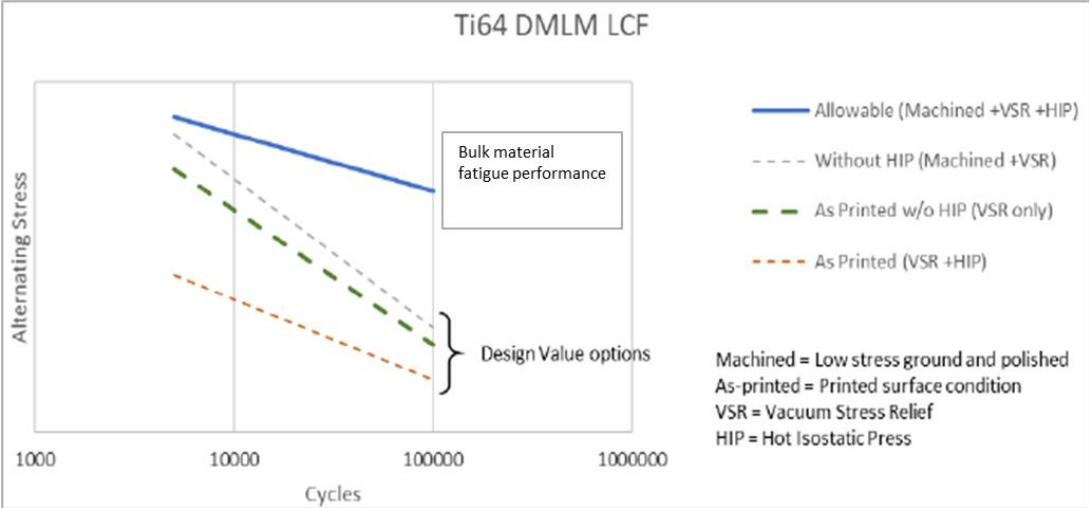 Ti64 DMLM LCF
Alternating Stress
Bulk material
fatigue performance
Design Value options
1000
10000
100000
1000000
Cycles
Allowable (Machined +VSR +HIP)
Without HIP (Machined +VSR)
As Printed w/o HIP (VSR only)
As Printed (VSR +HIP)
Machined = Low stress ground and polished
As-printed = Printed surface condition
VSR = Vacuum Stress Relief
HIP = Hot Isostatic Press